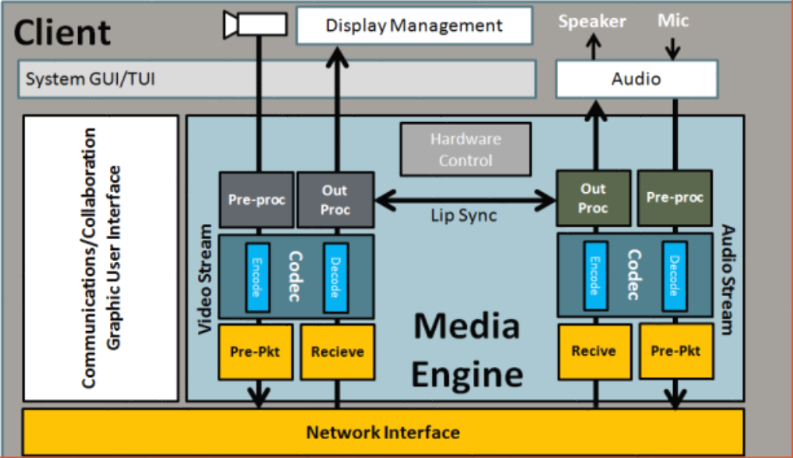 Client
Display Management
Speaker
Mic
System GUI/TUI
Audio
Communications/Collaboration
Graphic User Interface
Hardware
Control
Pre-proc
Out
Proc
Lip Sync
Out
Proc
Pre-proc
Video Stream
Encode
Codec
Decode
Encode
Codec
Decode
Audio Stream
Media
Engine
Pre-Pkt
Recieve
Recive
Pre-Pkt
Network Interface